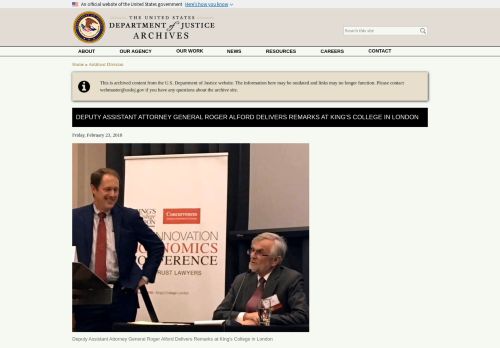 An official website of the United States government Here's how you know
THE UNITED STATES
DEPARTMENT of JUSTICE
ARCHIVES
Search this site
ABOUT OUR AGENCY OUR WORK NEWS RESOURCES CAREERS CONTACT
Home » Antitrust Division
This is archived content from the U.S. Department of Justice website. The information here may be outdated and links may no longer function. Please contact
webmaster@usdoj.gov if you have any questions about the archive site.
DEPUTY ASSISTANT ATTORNEY GENERAL ROGER ALFORD DELIVERS REMARKS AT KING'S COLLEGE IN LONDON
Friday, February 23, 2018
KING'S
College
LONDON
Concurrences
NNOVATION
ONOMICS
ONFERENCE
TRUST LAWYERS
Deputy Assistant Attorney General Roger Alford Delivers Remarks at King's College in London